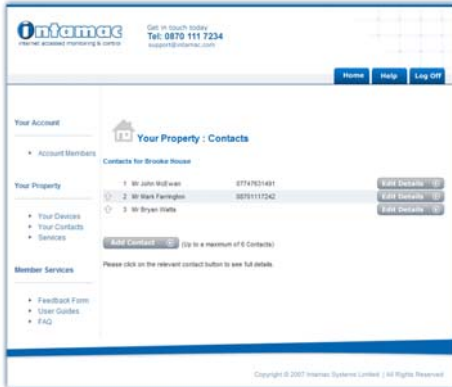 intamac
internet accessed monitoring & control
Get in touch today
Tel: 0870 111 7234
support@intamac.com
Home Help Log Off
Your Account
Account Members
Your Property
Your Devices
Your Contacts
Services
Member Services
Feedback Form
User Guides
FAQ
Your Property : Contacts
Contacts for Brooke House
1 Mr John McEwan 07747631491 Edit Details
2 Mr Mark Farrington 08701117242 Edit Details
3 Mr Bryan Watts Edit Details
Add Contact (Up to a maximum of 6 Contacts)
Please click on the relevant contact button to see full details.
Copyright © 2007 Intamac Systems Limited | All Rights Reserved